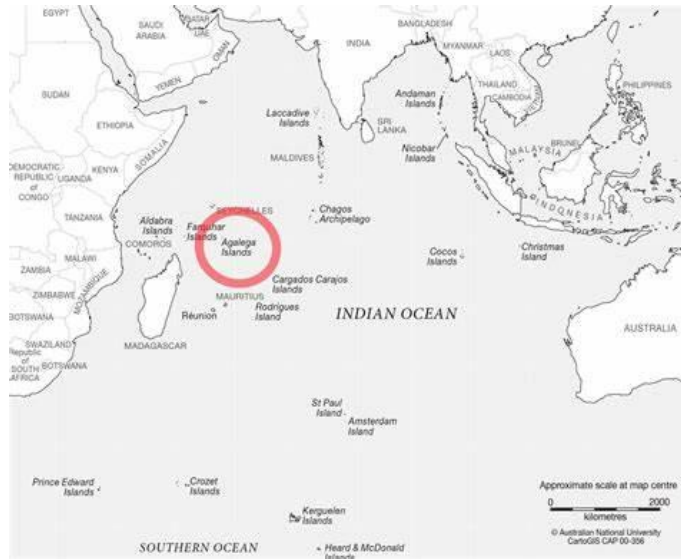 EGYPT
SAUDI
ARABIA
QATAR
UAE
OMAN
YEMEN
SUDAN
ETHIOPIA
SOMALIA
DEMOCRATIC
REPUBLIC
of
CONGO
UGANDA
KENYA
TANZANIA
ZAMBIA
MALAWI
MOZAMBIQUE
ZIMBABWE
BOTSWANA
SWAZILAND
Republic
of
SOUTH
AFRICA
BOTSWANA
COMOROS
MADAGASCAR
Aldabra
Islands
Farquhar
Islands
SEYCHELLES
Agalega
Islands
Cargados Carajos
Islands
MAURITIUS
Réunion
Rodrigues
Island
INDIA
BANGLADESH
MYANMAR
LAOS
THAILAND
CAMBODIA
VIETNAM
PHILIPPINES
Laccadive
Islands
SRI
LANKA
MALDIVES
Andaman
Islands
Nicobar
Islands
MALAYSIA
BRUNEI
INDONESIA
Chagos
Archipelago
Cocos
Islands
Christmas
Island
INDIAN OCEAN
AUSTRALIA
St Paul
Island
Amsterdam
Island
Prince Edward
Islands
Crozet
Islands
Kerguelen
Islands
Heard & McDonald
Islands
SOUTHERN OCEAN
Approximate scale at map centre
0 2000
kilometres
© Australian National University
CartoGIS CAP 00-356